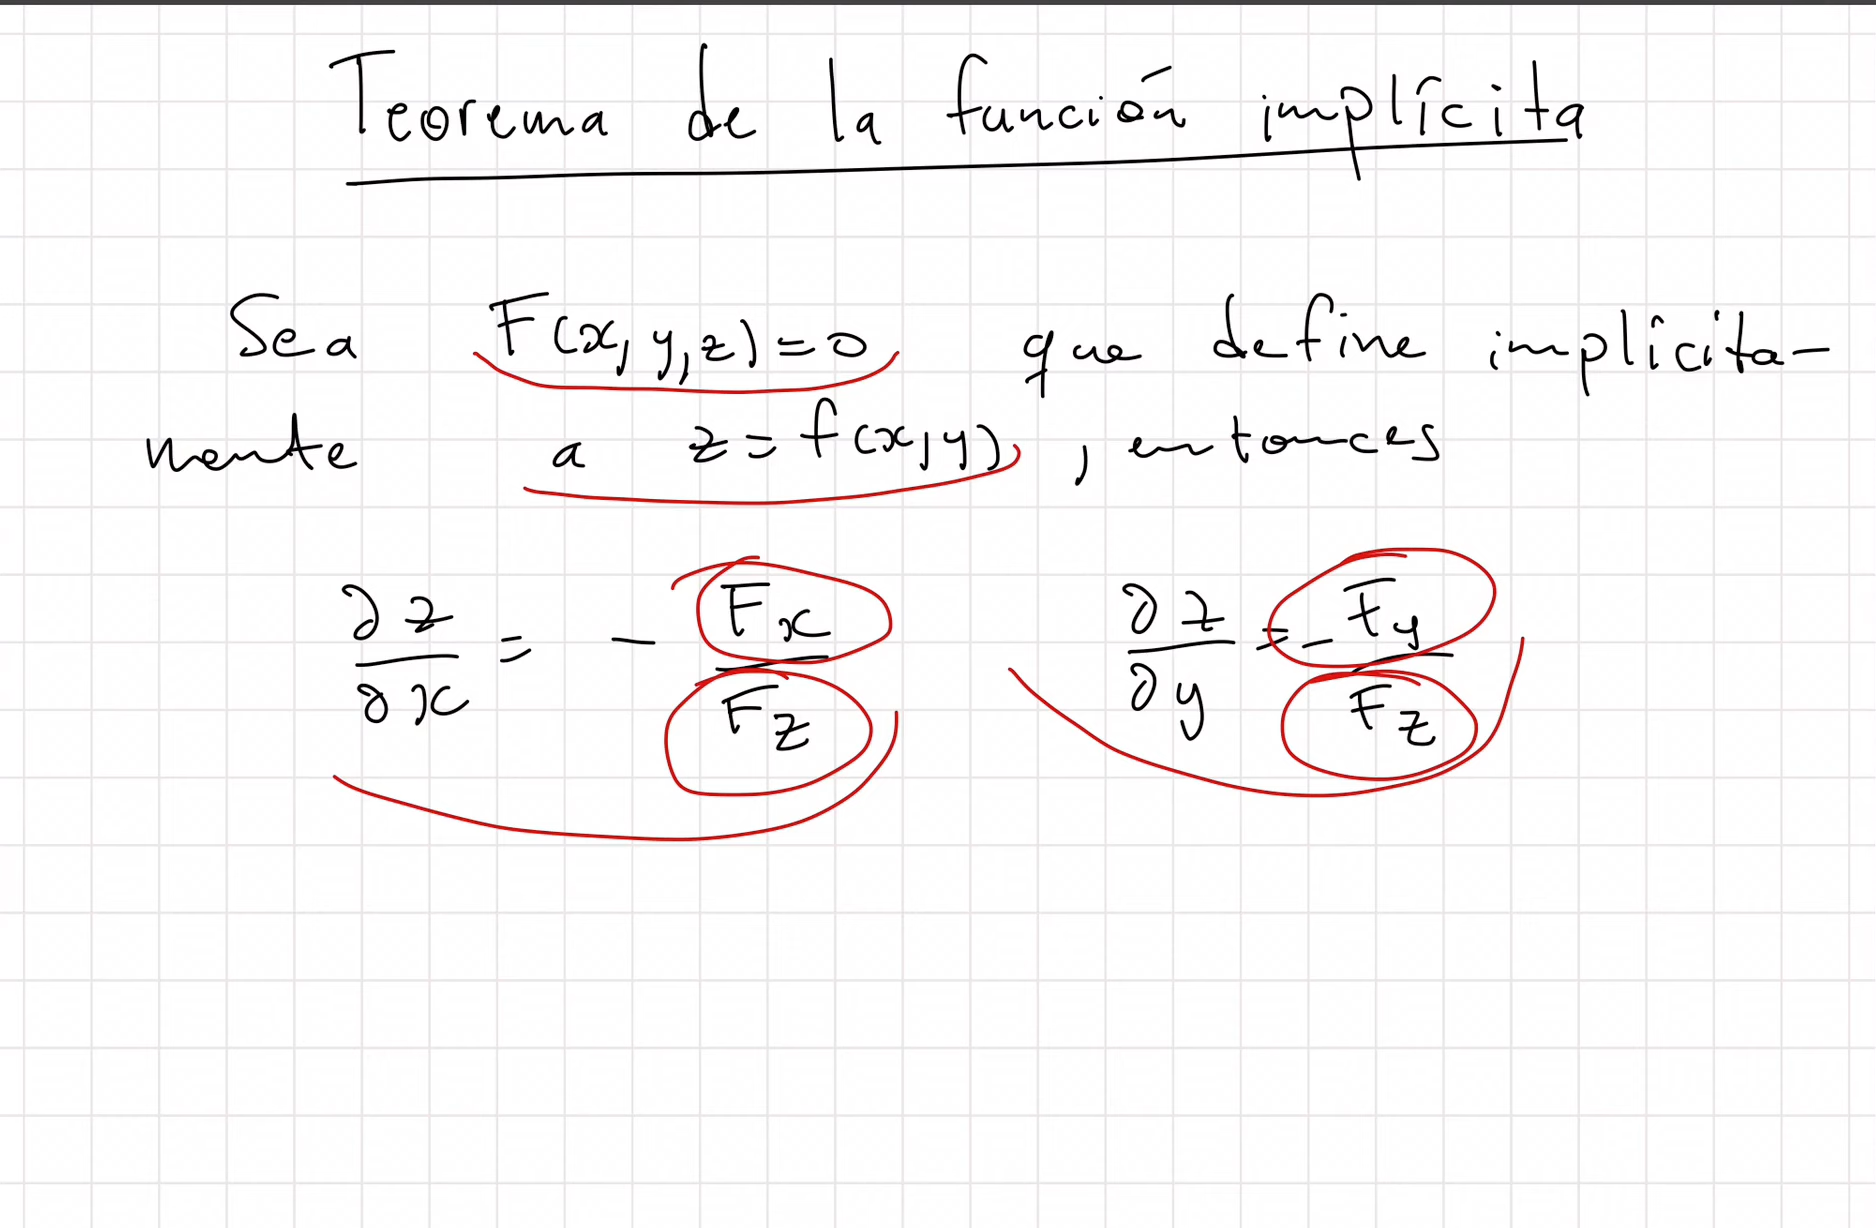 Teorema de la función implícita
Sea F(x,y,z)=0 que define implícita-
mente a z=f(x,y), entonces
∂z/∂x = - Fx/Fz ∂z/∂y = - Fy/Fz